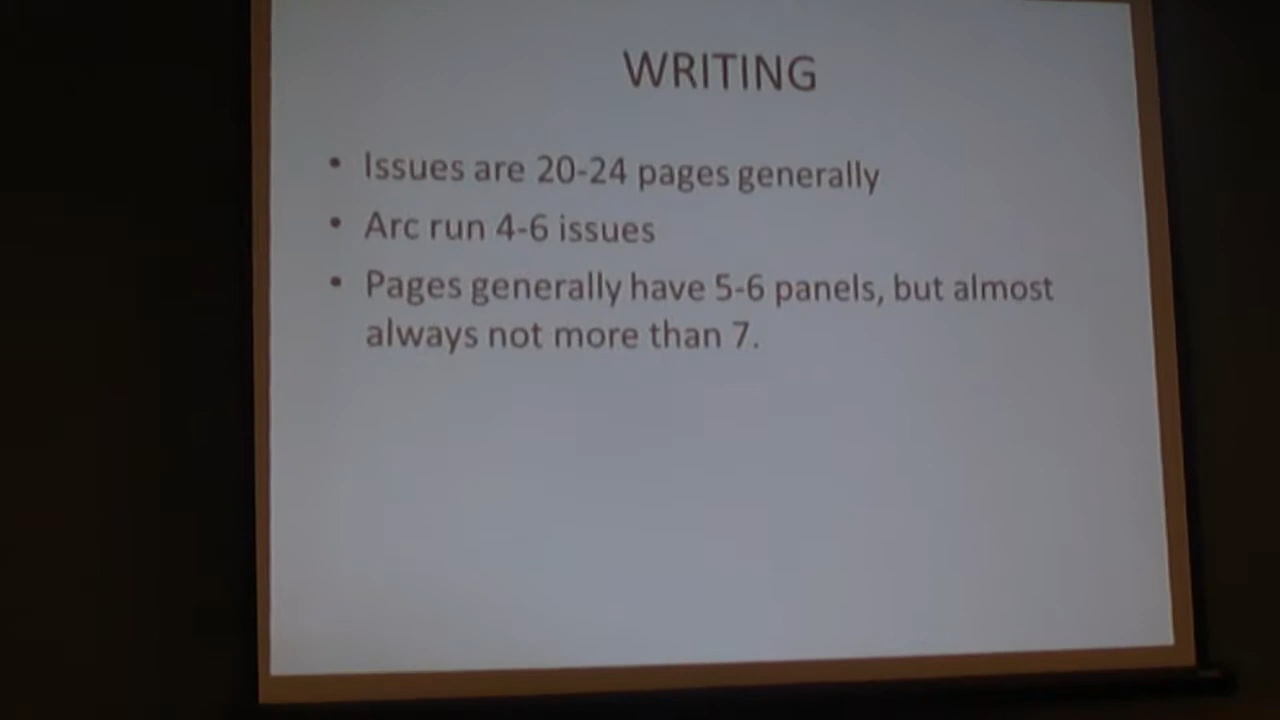 WRITING
• Issues are 20-24 pages generally
• Arc run 4-6 issues
• Pages generally have 5-6 panels, but almost
always not more than 7.